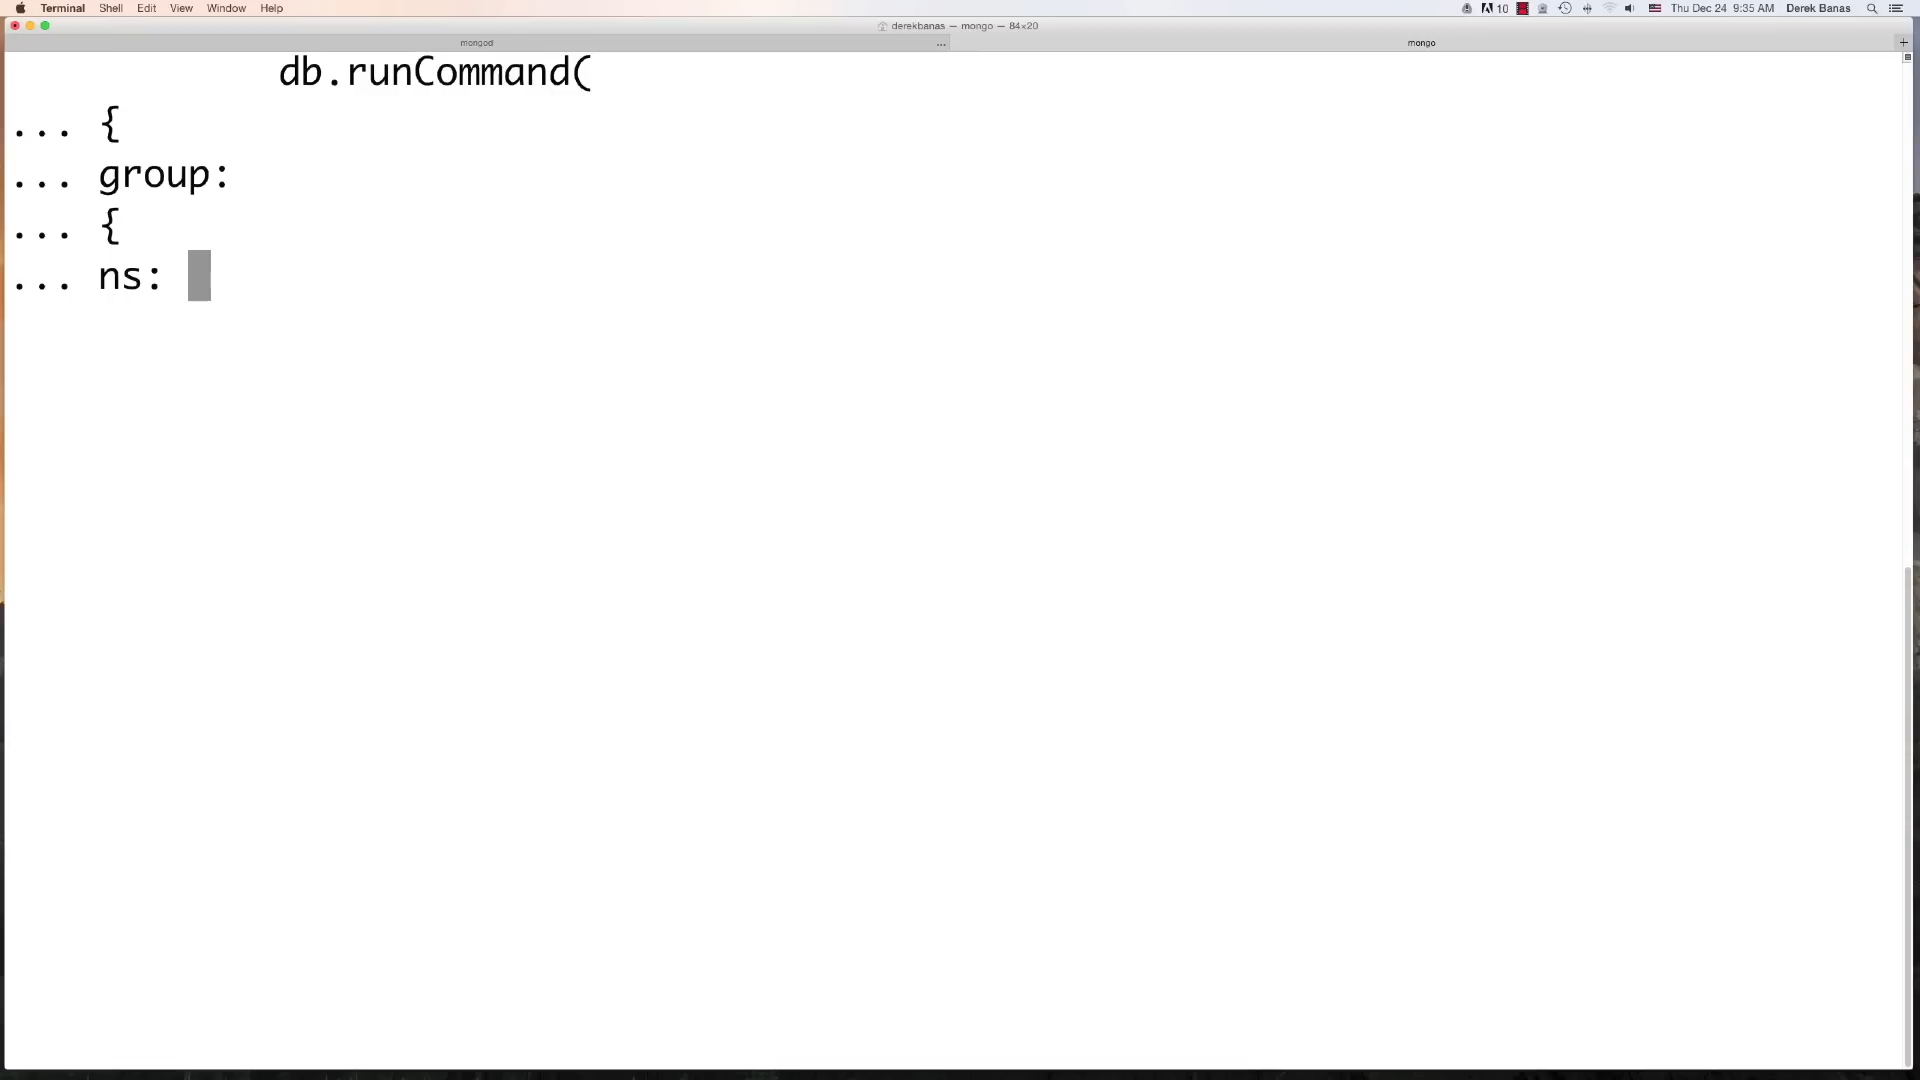 Terminal Shell Edit View Window Help 10 Thu Dec 24 9:35 AM Derek Banas
derekbanas — mongo — 84×20
mongod ... mongo +
db.runCommand(
... {
... group:
... {
... ns: